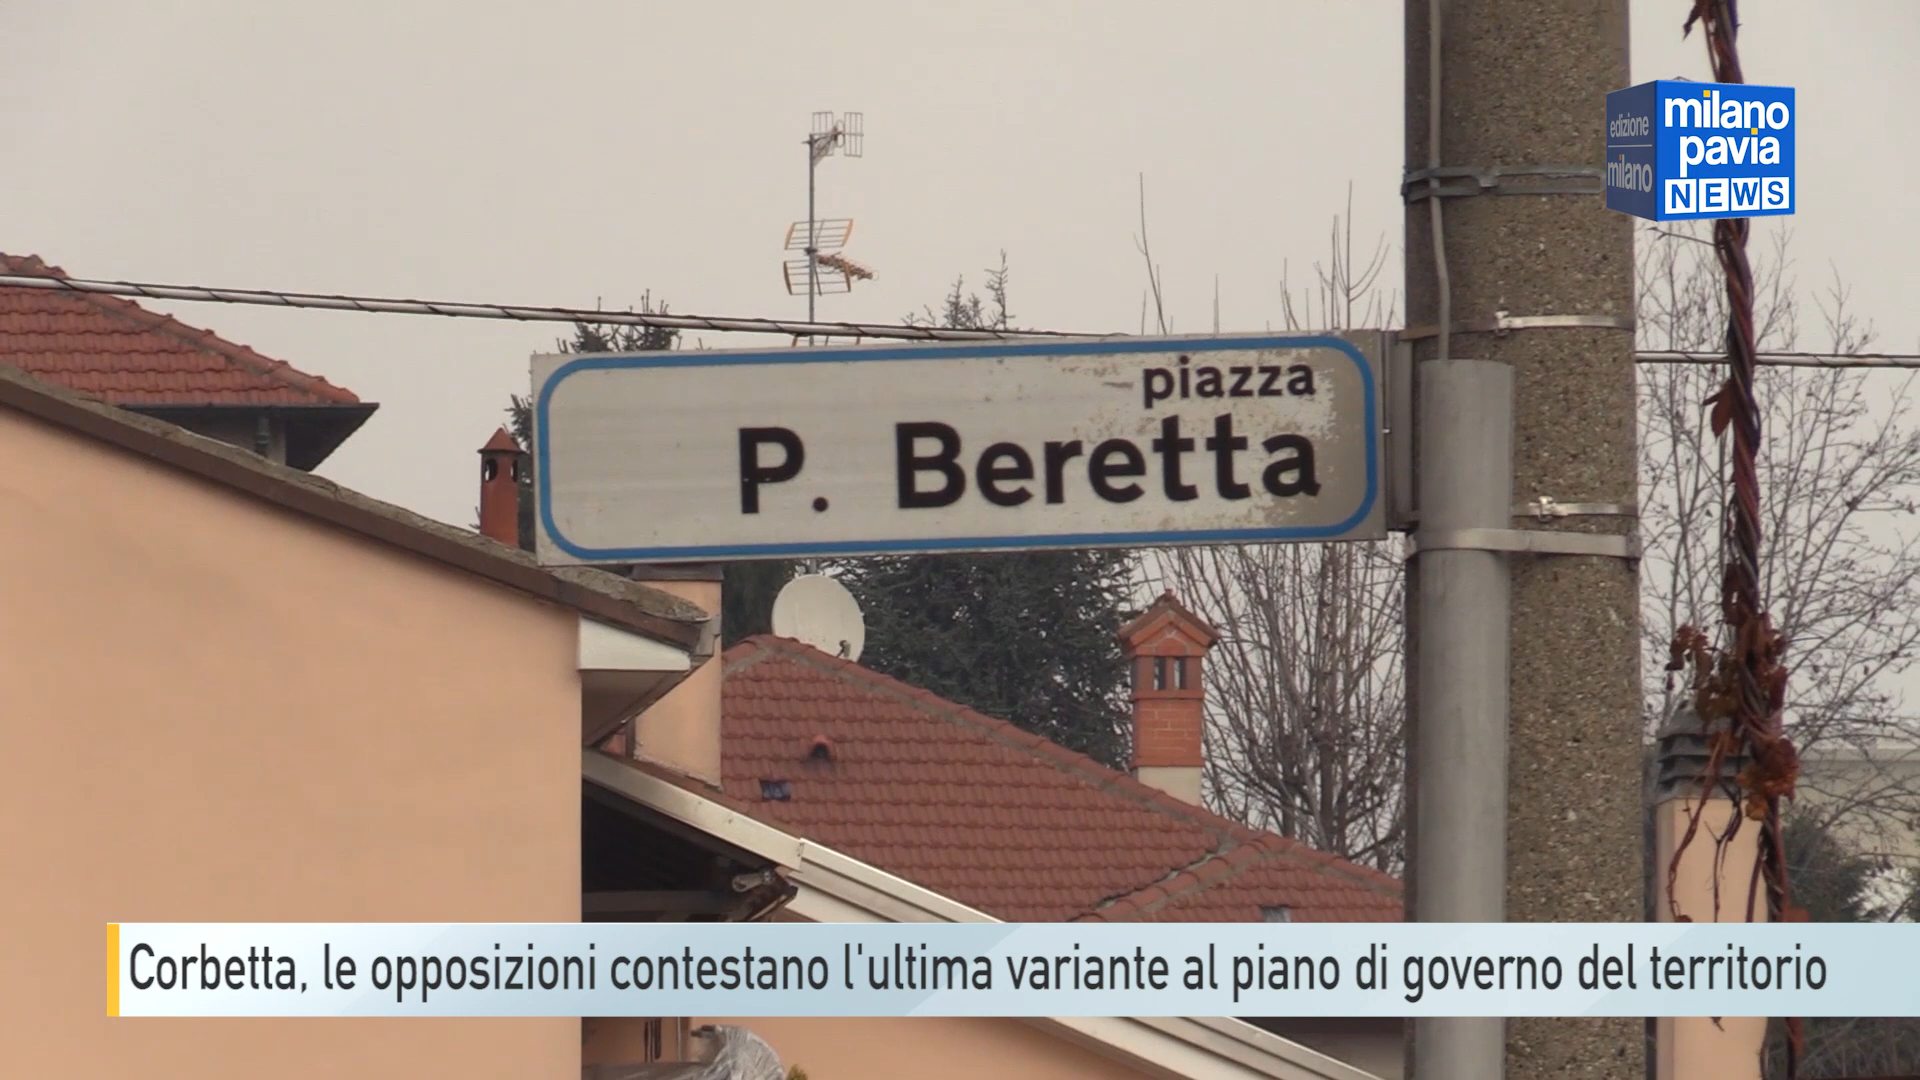 edizione
milano
milano
pavia
NEWS
piazza
P. Beretta
Corbetta, le opposizioni contestano l'ultima variante al piano di governo del territorio